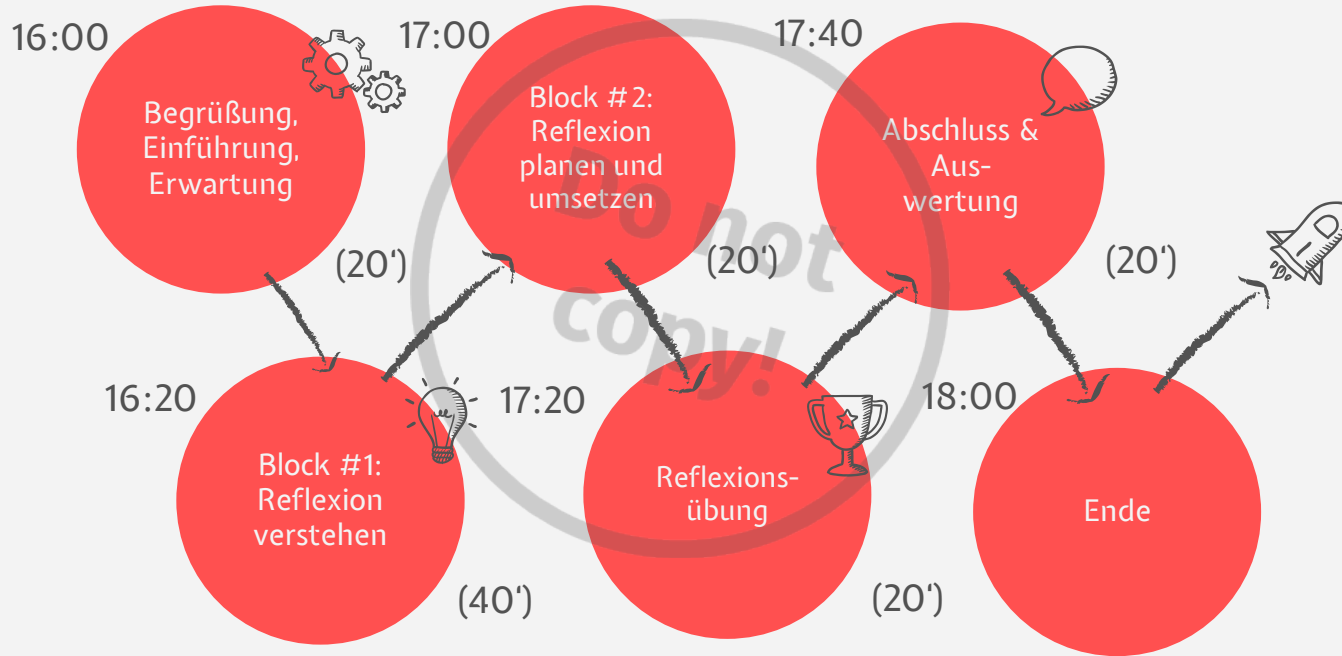 16:00
Begrüßung,
Einführung,
Erwartung
(20‘)
16:20
Block #1:
Reflexion
verstehen
(40‘)
17:00
Block #2:
Reflexion
planen und
umsetzen
(20‘)
17:20
Reflexions-
übung
(20‘)
17:40
Abschluss &
Aus-
wertung
(20‘)
18:00
Ende
Do not
copy!